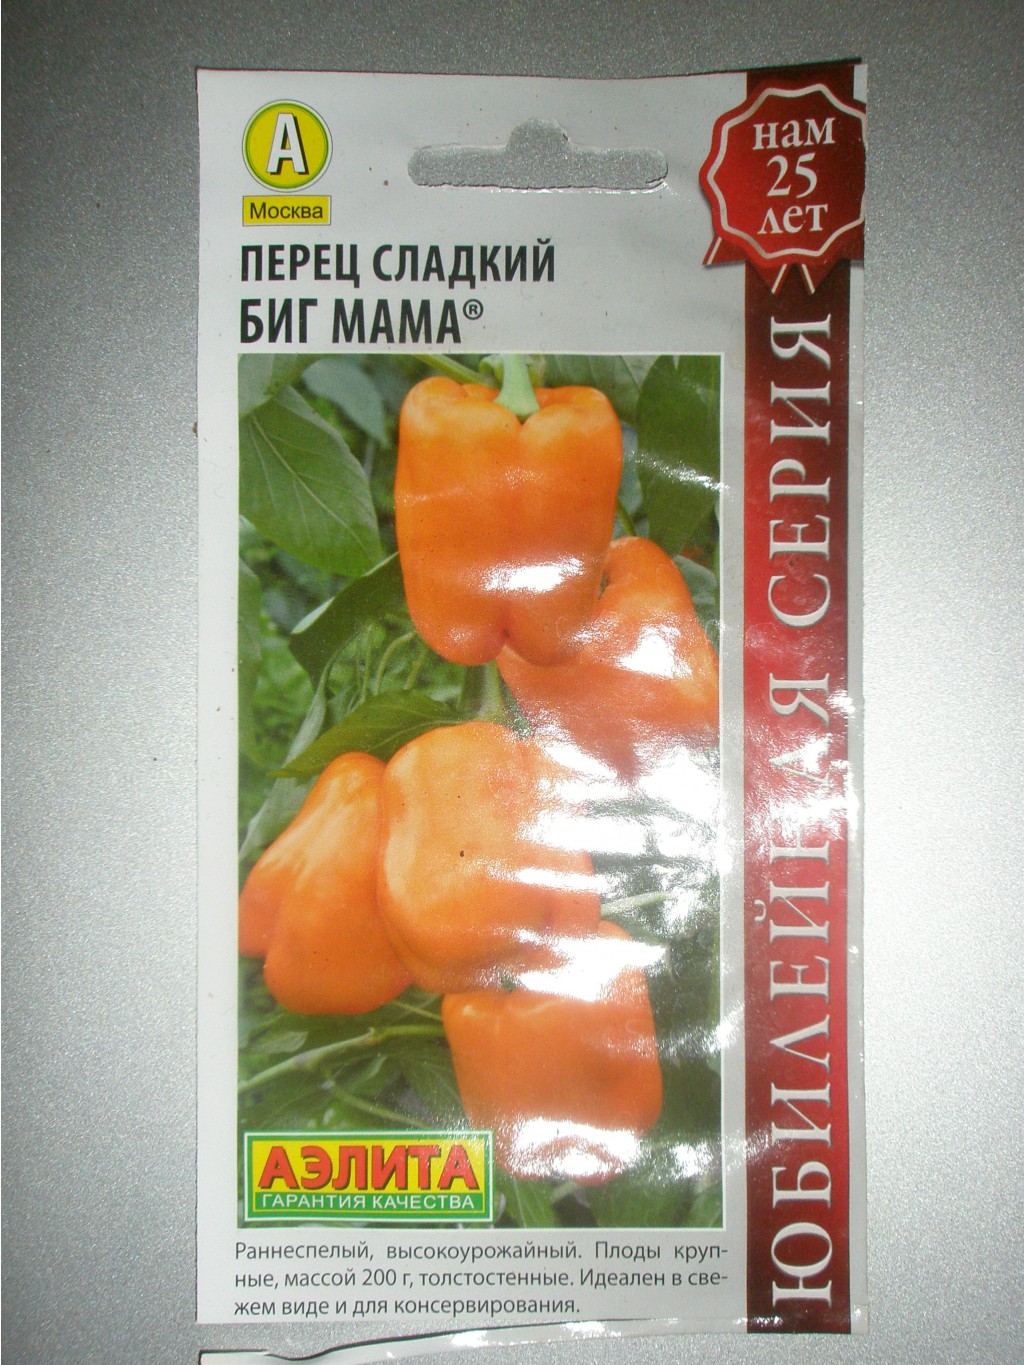 А
Москва
нам
25
лет
ПЕРЕЦ СЛАДКИЙ
БИГ МАМА®
ЮБИЛЕЙНАЯ СЕРИЯ
АЭЛИТА
ГАРАНТИЯ КАЧЕСТВА
Раннеспелый, высокоурожайный. Плоды круп-
ные, массой 200 г, толстостенные. Идеален в све-
жем виде и для консервирования.